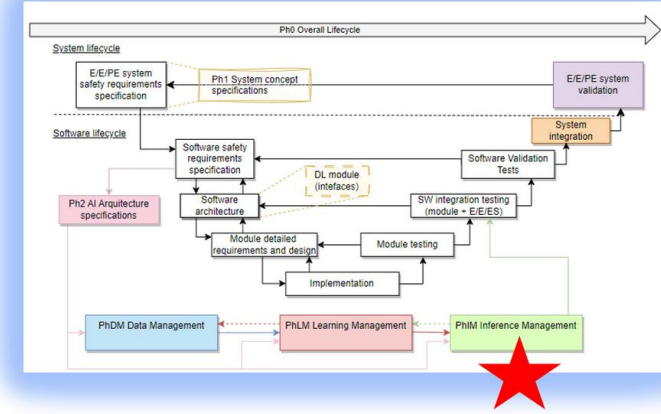 Ph0 Overall Lifecycle
System lifecycle
E/E/PE system
safety requirements
specification
Ph1 System concept
specifications
E/E/PE system
validation
System
integration
Software lifecycle
Software safety
requirements
specification
Software Validation
Tests
DL module
(intefaces)
Ph2 AI Arquitecture
specifications
Software
architecture
SW integration testing
(module + E/E/ES)
Module detailed
requirements and design
Module testing
Implementation
PhDM Data Management
PhLM Learning Management
PhIM Inference Management